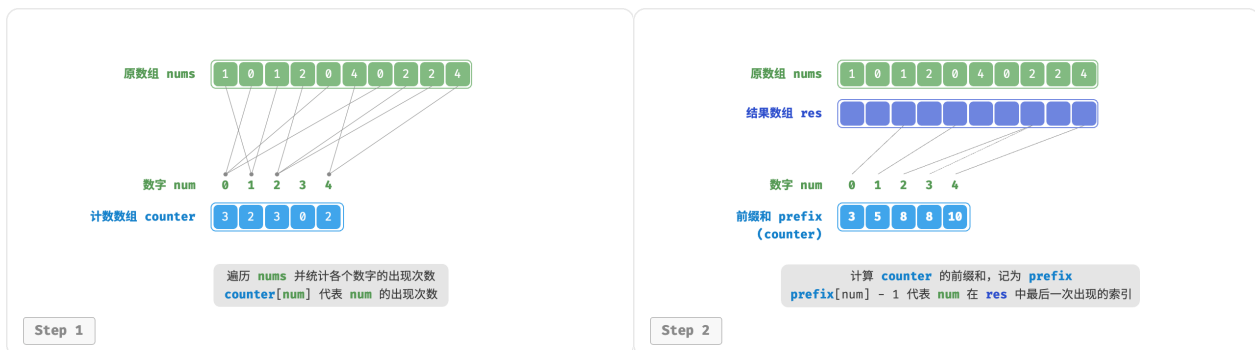 原数组 nums 1 0 1 2 0 4 0 2 2 4
数字 num 0 1 2 3 4
计数数组 counter 3 2 3 0 2
遍历 nums 并统计各个数字的出现次数
counter[num] 代表 num 的出现次数
Step 1
原数组 nums 1 0 1 2 0 4 0 2 2 4
结果数组 res
数字 num 0 1 2 3 4
前缀和 prefix 3 5 8 8 10
(counter)
计算 counter 的前缀和，记为 prefix
prefix[num] - 1 代表 num 在 res 中最后一次出现的索引
Step 2